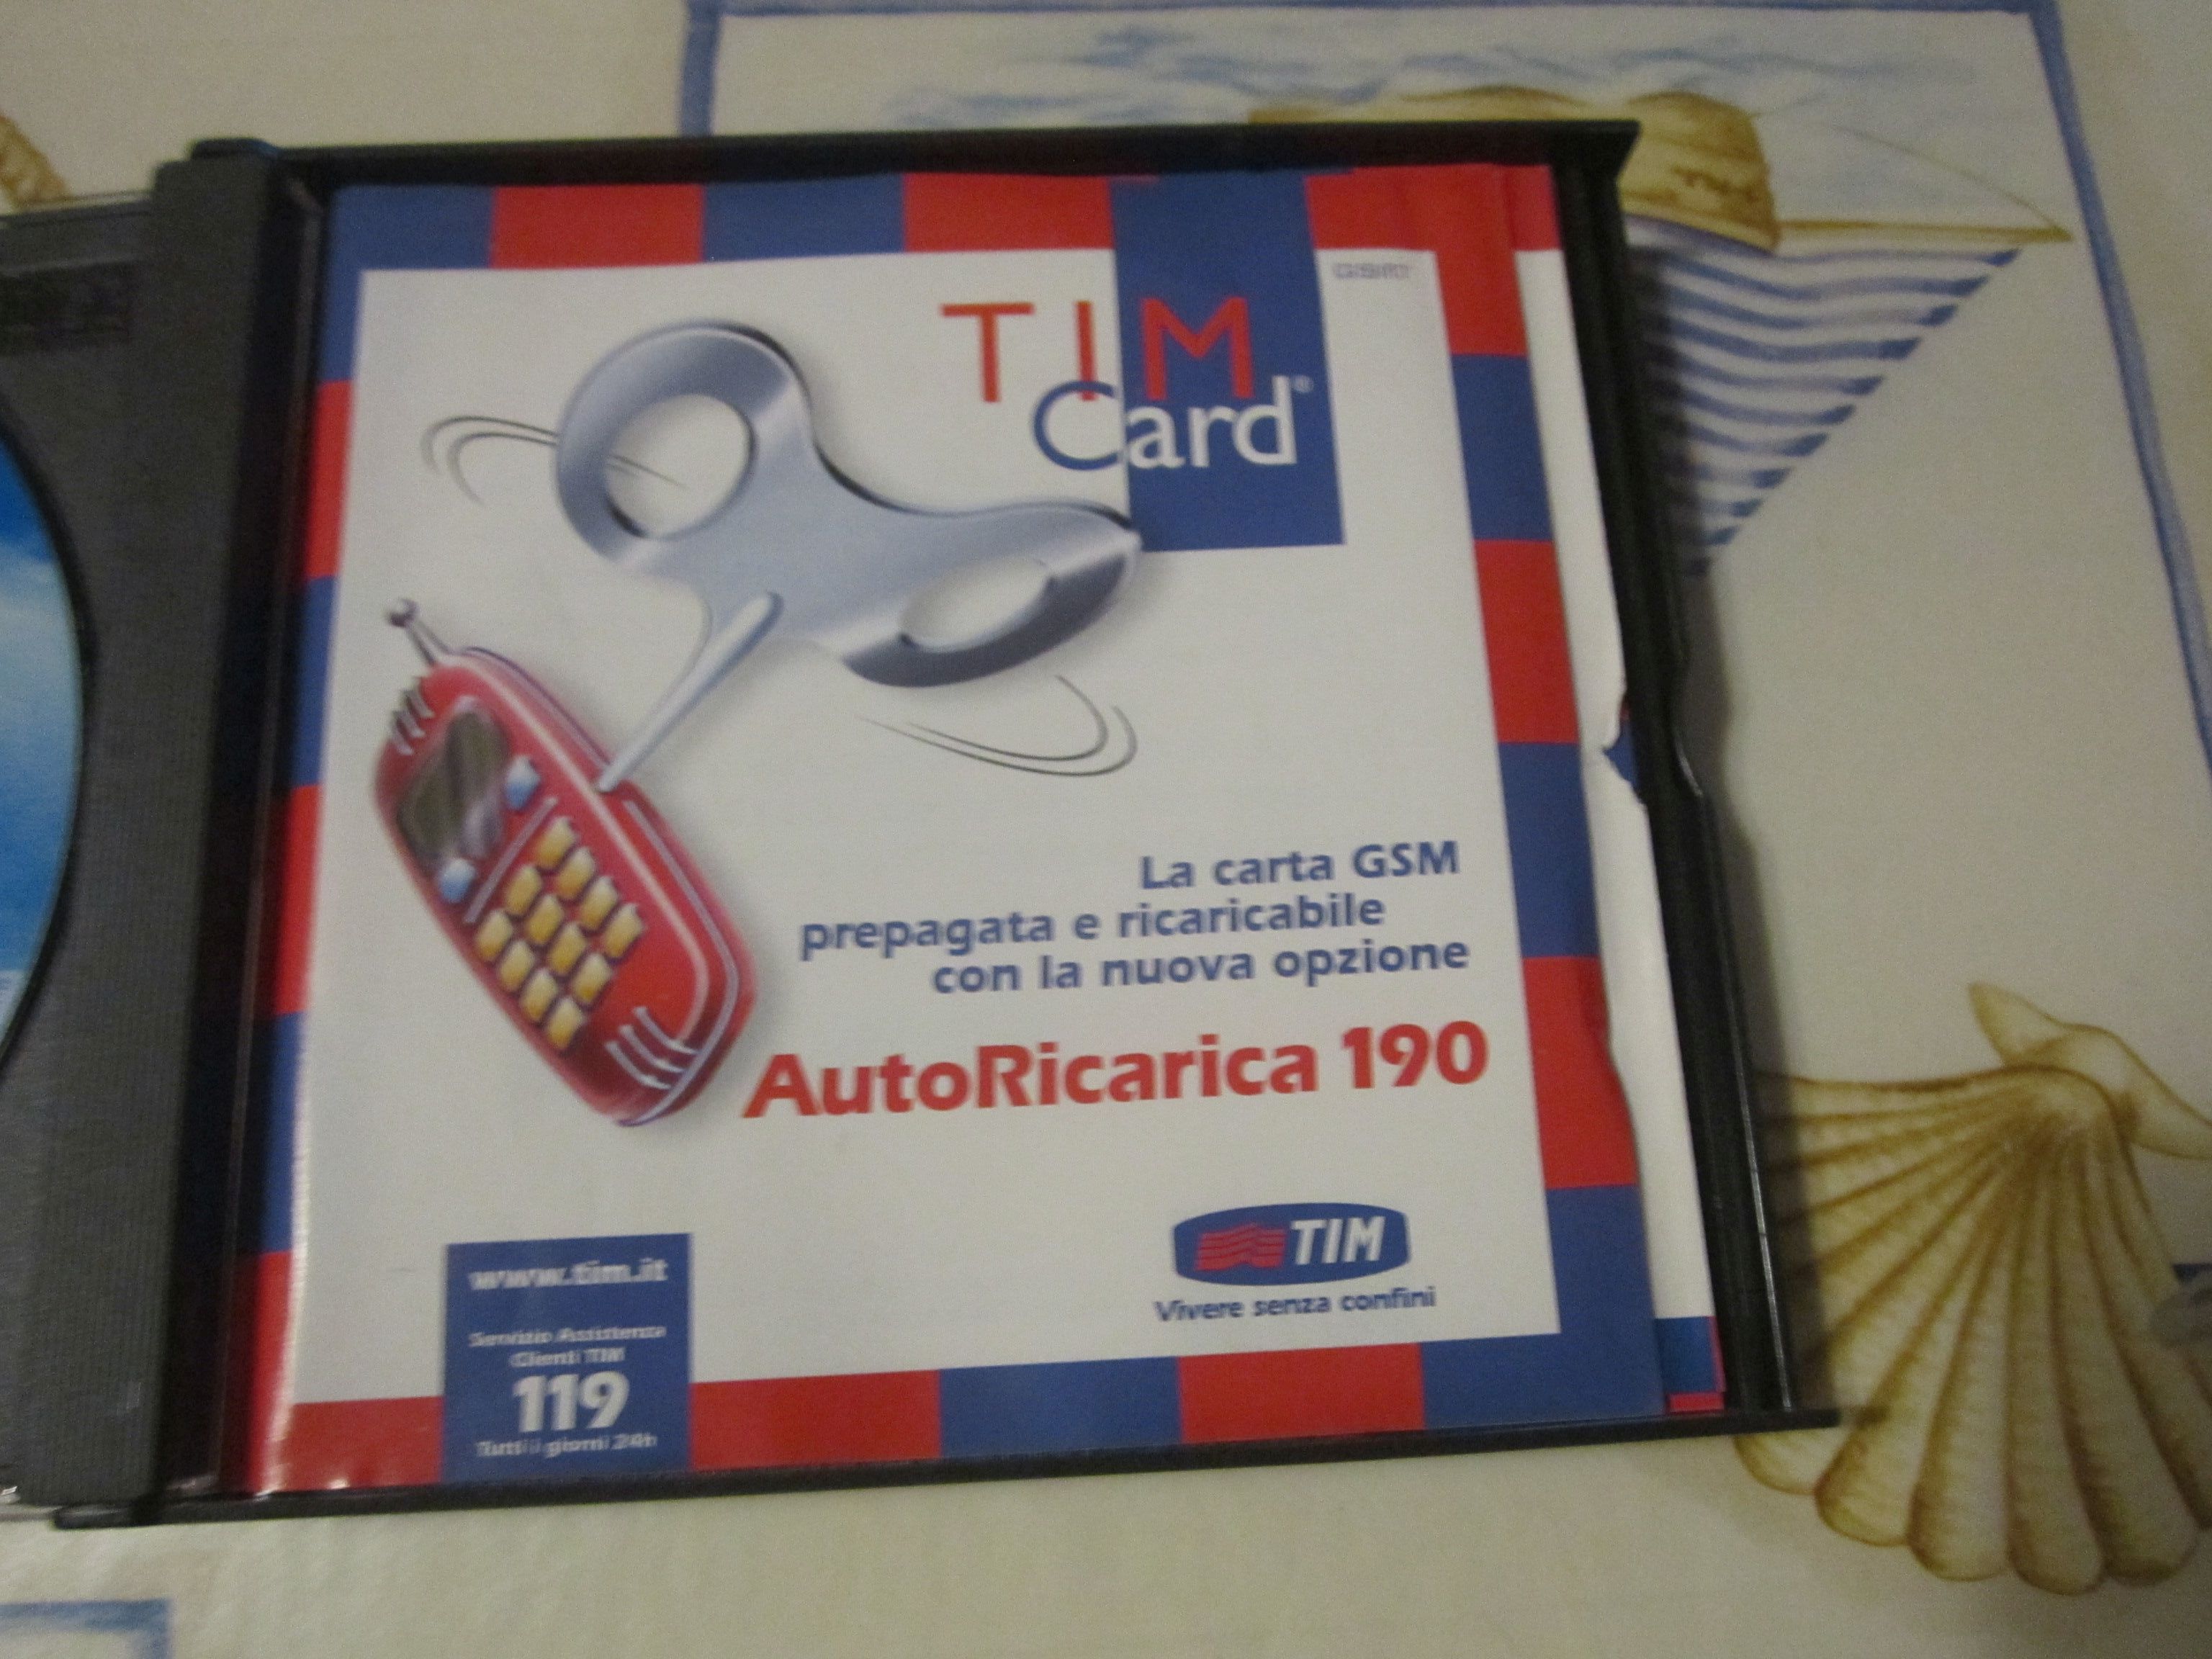 TIM
Card®
La carta GSM
prepagata e ricaricabile
con la nuova opzione
AutoRicarica 190
TIM
Vivere senza confini
www.tim.it
Servizio Assistenza
Clienti TIM
119
Tutti i giorni 24h